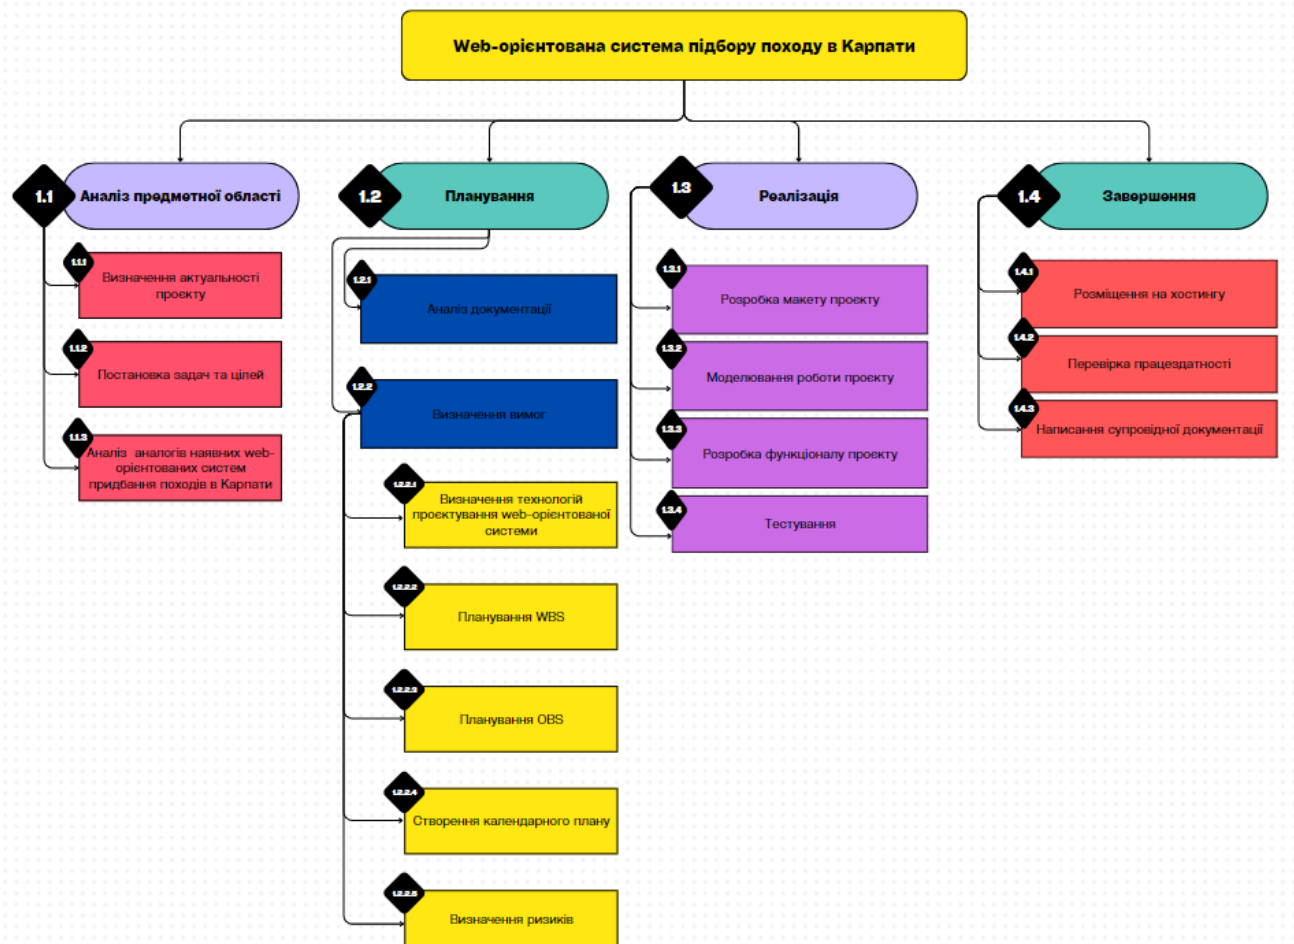 Web-орієнтована система підбору походу в Карпати
1.1
Аналіз предметної області
1.1.1
Визначення актуальності
проєкту
1.1.2
Постановка задач та цілей
1.1.3
Аналіз аналогів наявних web-
орієнтованих систем
придбання походів в Карпати
1.2
Планування
1.2.1
Аналіз документації
1.2.2
Визначення вимог
1.2.2.1
Визначення технологій
проєктування web-орієнтованої
системи
1.2.2.2
Планування WBS
1.2.2.3
Планування OBS
1.2.2.4
Створення календарного плану
1.2.2.5
Визначення ризиків
1.3
Реалізація
1.3.1
Розробка макету проєкту
1.3.2
Моделювання роботи проєкту
1.3.3
Розробка функціоналу проєкту
1.3.4
Тестування
1.4
Завершення
1.4.1
Розміщення на хостингу
1.4.2
Перевірка працездатності
1.4.3
Написання супровідної документації